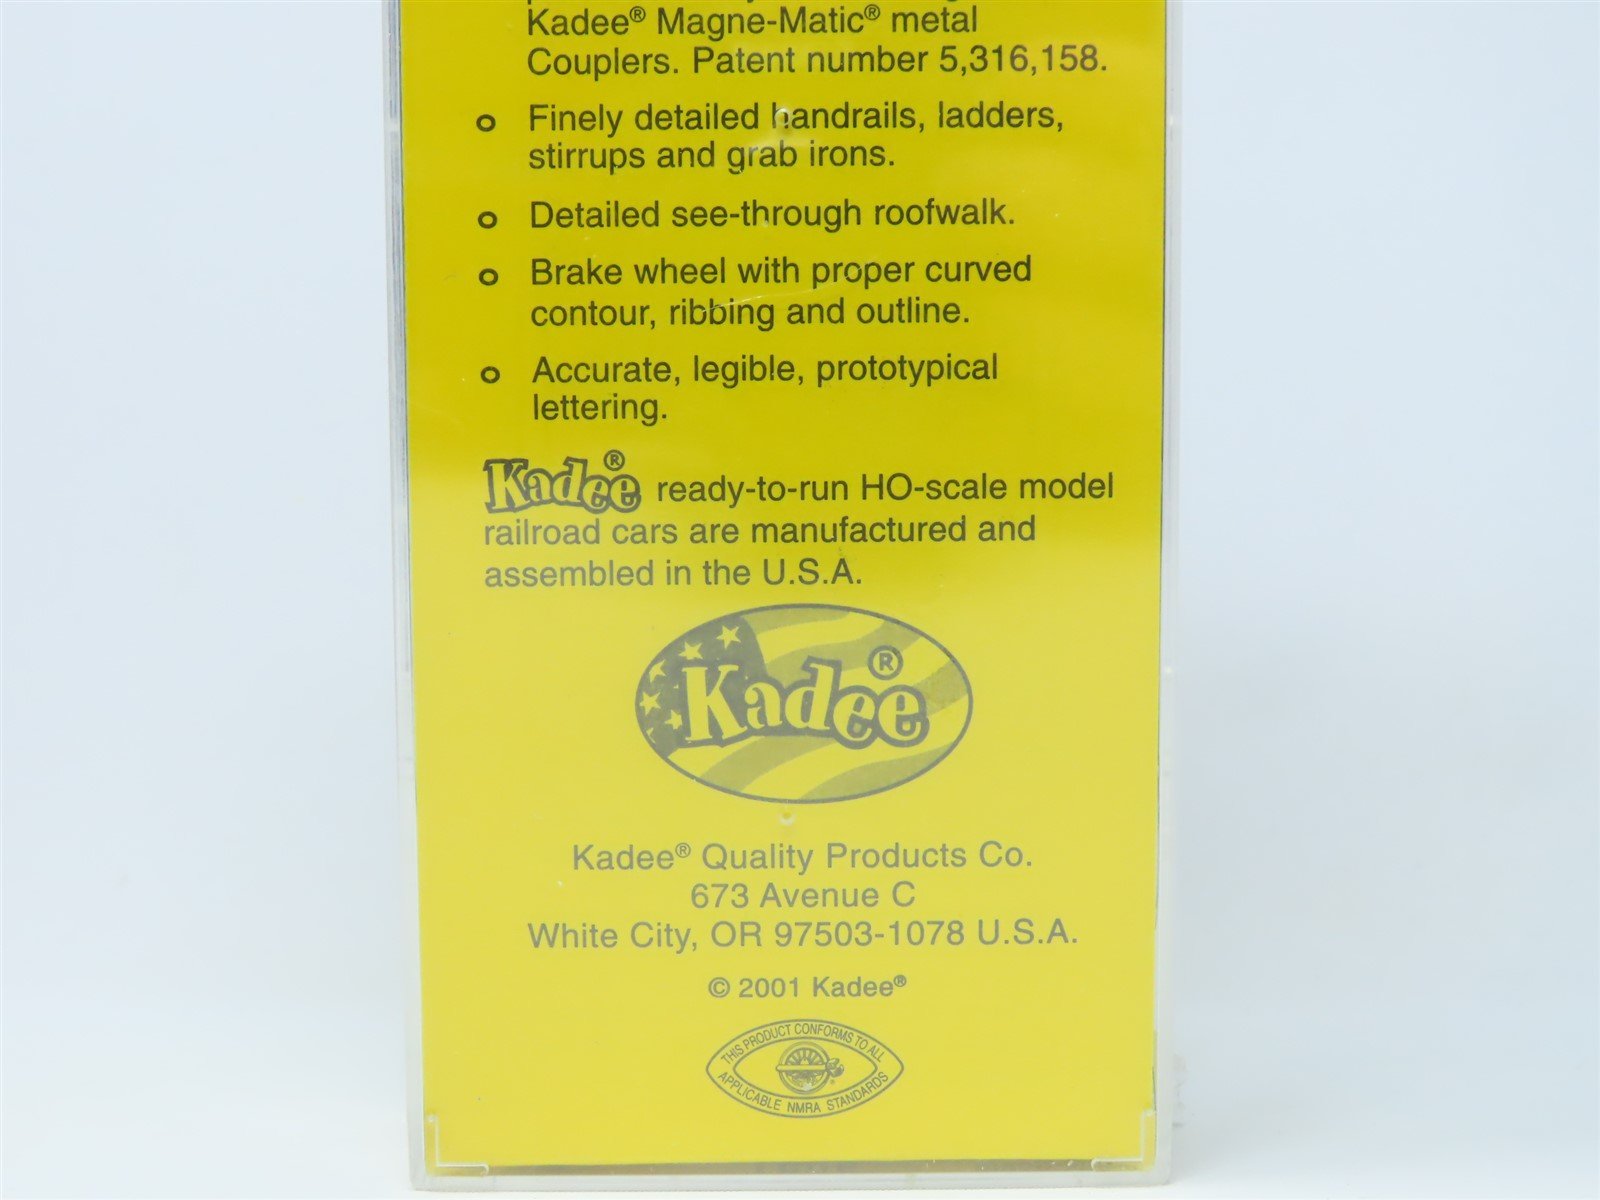 Kadee® Magne-Matic® metal
Couplers. Patent number 5,316,158.
o Finely detailed handrails, ladders,
stirrups and grab irons.
o Detailed see-through roofwalk.
o Brake wheel with proper curved
contour, ribbing and outline.
o Accurate, legible, prototypical
lettering.
Kadee® ready-to-run HO-scale model
railroad cars are manufactured and
assembled in the U.S.A.
Kadee®
Kadee® Quality Products Co.
673 Avenue C
White City, OR 97503-1078 U.S.A.
© 2001 Kadee®
THIS PRODUCT CONFORMS TO ALL
APPLICABLE NMRA STANDARDS